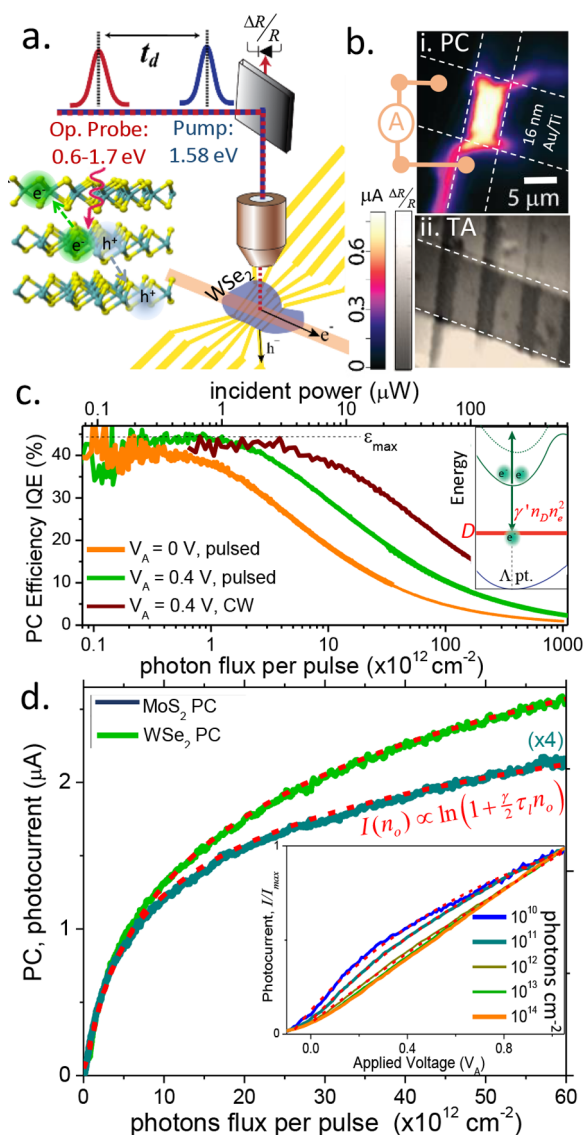 a.
ΔR/R
t_d
Op. Probe:
0.6-1.7 eV
Pump:
1.58 eV
e⁻
e⁻
h⁺
h⁺
WSe₂
e⁻
h⁻
b.
i. PC
A
16 nm
Au/Ti
5 µm
µA
ΔR/R
0.6
0.3
0
ii. TA
c.
incident power (µW)
0.1
1
10
100
PC Efficiency IQE (%)
40
30
20
10
0
ε_max
V_A = 0 V, pulsed
V_A = 0.4 V, pulsed
V_A = 0.4 V, CW
Energy
e⁻
e⁻
γ'n_D n_e²
D
e⁻
Λ pt.
0.1
1
10
100
1000
photon flux per pulse (x10¹² cm⁻²)
d.
MoS₂ PC
WSe₂ PC
(x4)
I(n_o) ∝ ln(1 + γ/2 τ_l n_o)
PC, photocurrent (µA)
2
1
0
Photocurrent, I/I_max
1
0
10¹⁰
10¹¹
10¹²
10¹³
10¹⁴
photons cm⁻²
0.0
0.4
0.8
Applied Voltage (V_A)
0
10
20
30
40
50
60
photons flux per pulse (x10¹² cm⁻²)